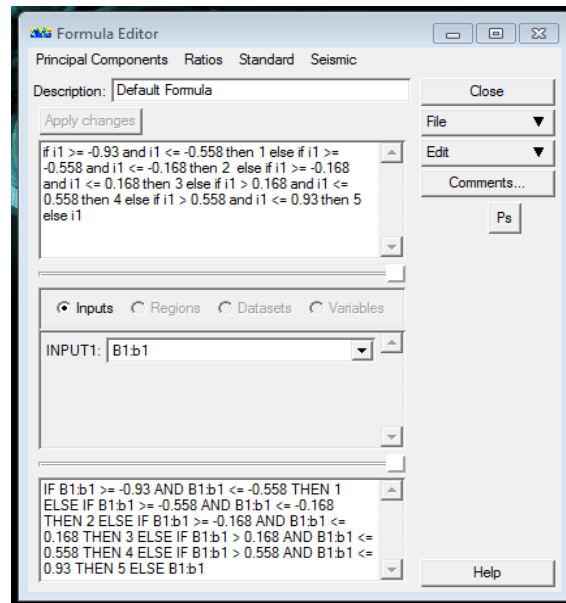 Formula Editor
Principal Components Ratios Standard Seismic
Description: Default Formula
Close
Apply changes
File
if i1 >= -0.93 and i1 <= -0.558 then 1 else if i1 >=
-0.558 and i1 <= -0.168 then 2 else if i1 >= -0.168
and i1 <= 0.168 then 3 else if i1 > 0.168 and i1 <=
0.558 then 4 else if i1 > 0.558 and i1 <= 0.93 then 5
else i1
Edit
Comments...
Ps
Inputs Regions Datasets Variables
INPUT1: B1:b1
IF B1:b1 >= -0.93 AND B1:b1 <= -0.558 THEN 1
ELSE IF B1:b1 >= -0.558 AND B1:b1 <= -0.168
THEN 2 ELSE IF B1:b1 >= -0.168 AND B1:b1 <=
0.168 THEN 3 ELSE IF B1:b1 > 0.168 AND B1:b1 <=
0.558 THEN 4 ELSE IF B1:b1 > 0.558 AND B1:b1 <=
0.93 THEN 5 ELSE B1:b1
Help